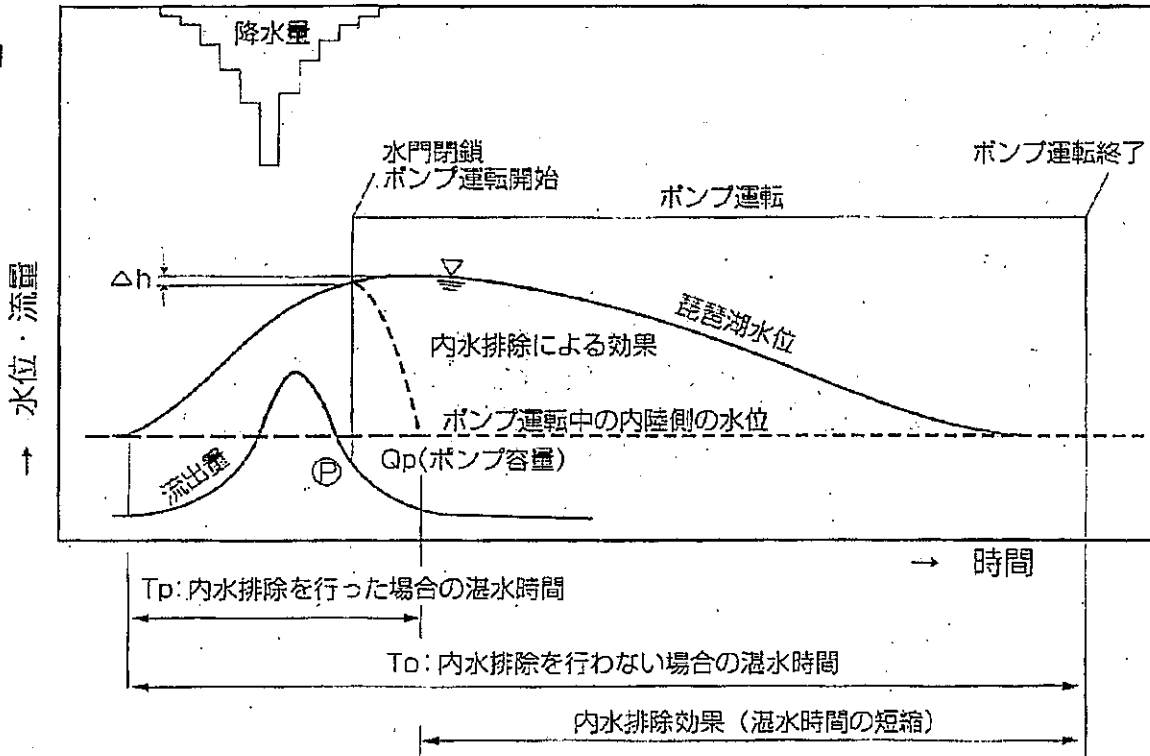 降水量
水門閉鎖
ポンプ運転開始
ポンプ運転終了
ポンプ運転
△h
→ 水位・流量
琵琶湖水位
内水排除による効果
ポンプ運転中の内陸側の水位
Qp(ポンプ容量)
流出量
Ⓟ
→ 時間
Tp:内水排除を行った場合の湛水時間
To:内水排除を行わない場合の湛水時間
内水排除効果(湛水時間の短縮)